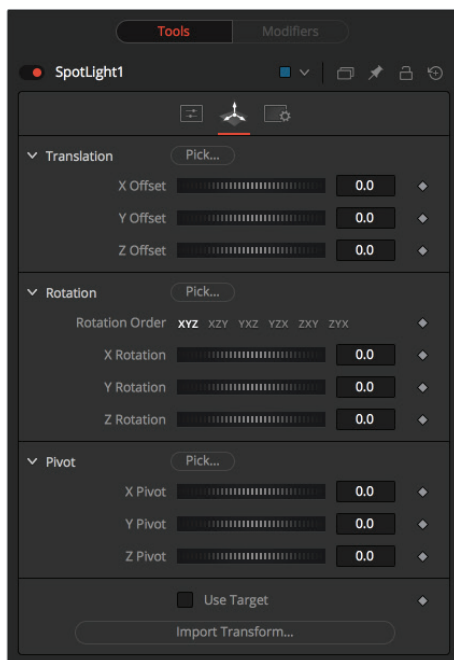 Tools Modifiers
SpotLight1
Translation Pick...
X Offset 0.0
Y Offset 0.0
Z Offset 0.0
Rotation Pick...
Rotation Order XYZ XZY YXZ YZX ZXY ZYX
X Rotation 0.0
Y Rotation 0.0
Z Rotation 0.0
Pivot Pick...
X Pivot 0.0
Y Pivot 0.0
Z Pivot 0.0
Use Target
Import Transform...